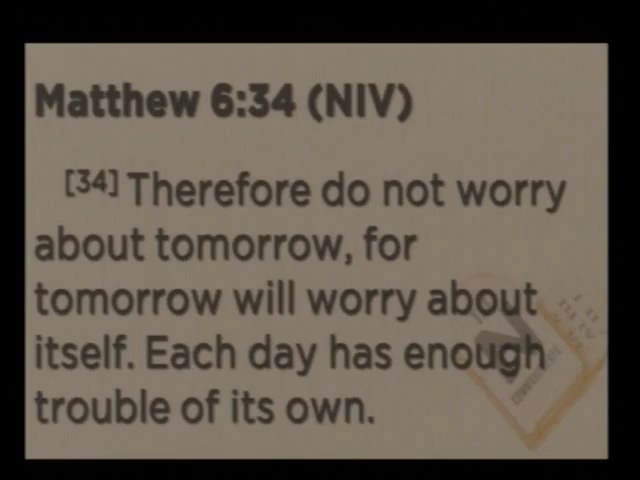 Matthew 6:34 (NIV)
[34] Therefore do not worry
about tomorrow, for
tomorrow will worry about
itself. Each day has enough
trouble of its own.